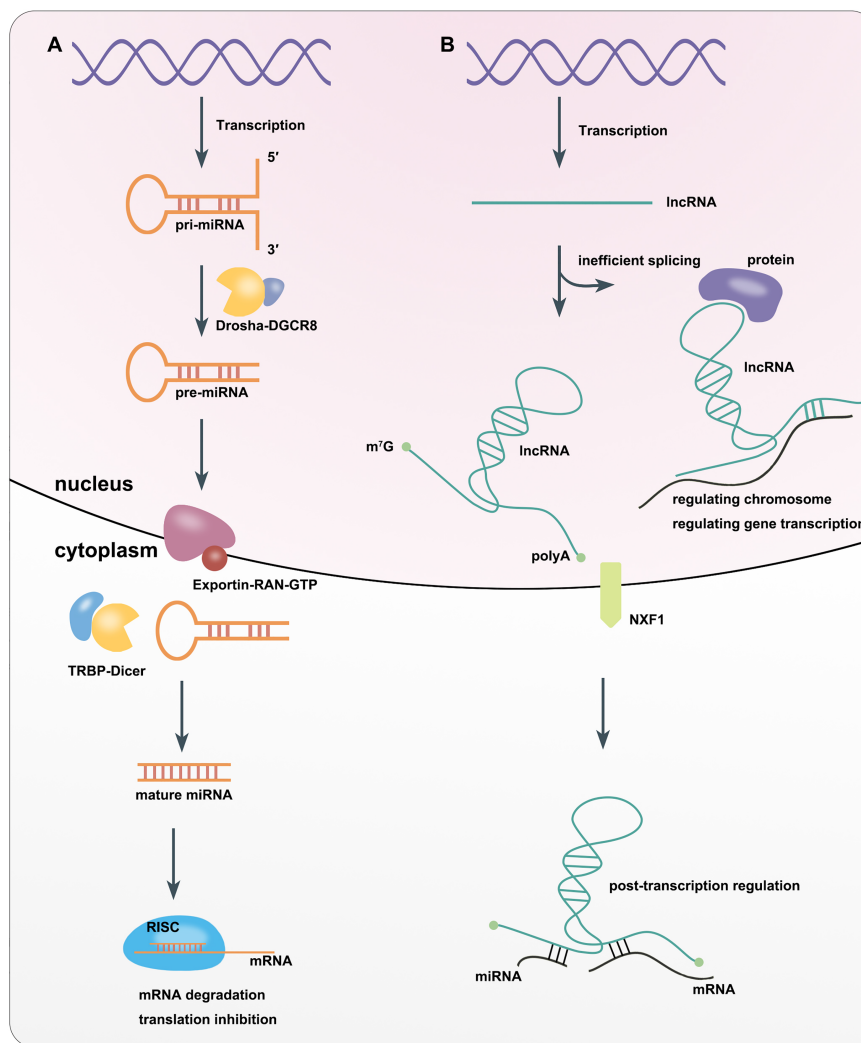 A
Transcription
5′
pri-miRNA
3′
Drosha-DGCR8
pre-miRNA
nucleus
cytoplasm
Exportin-RAN-GTP
TRBP-Dicer
mature miRNA
RISC
mRNA
mRNA degradation
translation inhibition
B
Transcription
lncRNA
inefficient splicing
protein
lncRNA
m⁷G
lncRNA
regulating chromosome
regulating gene transcription
polyA
NXF1
post-transcription regulation
miRNA
mRNA